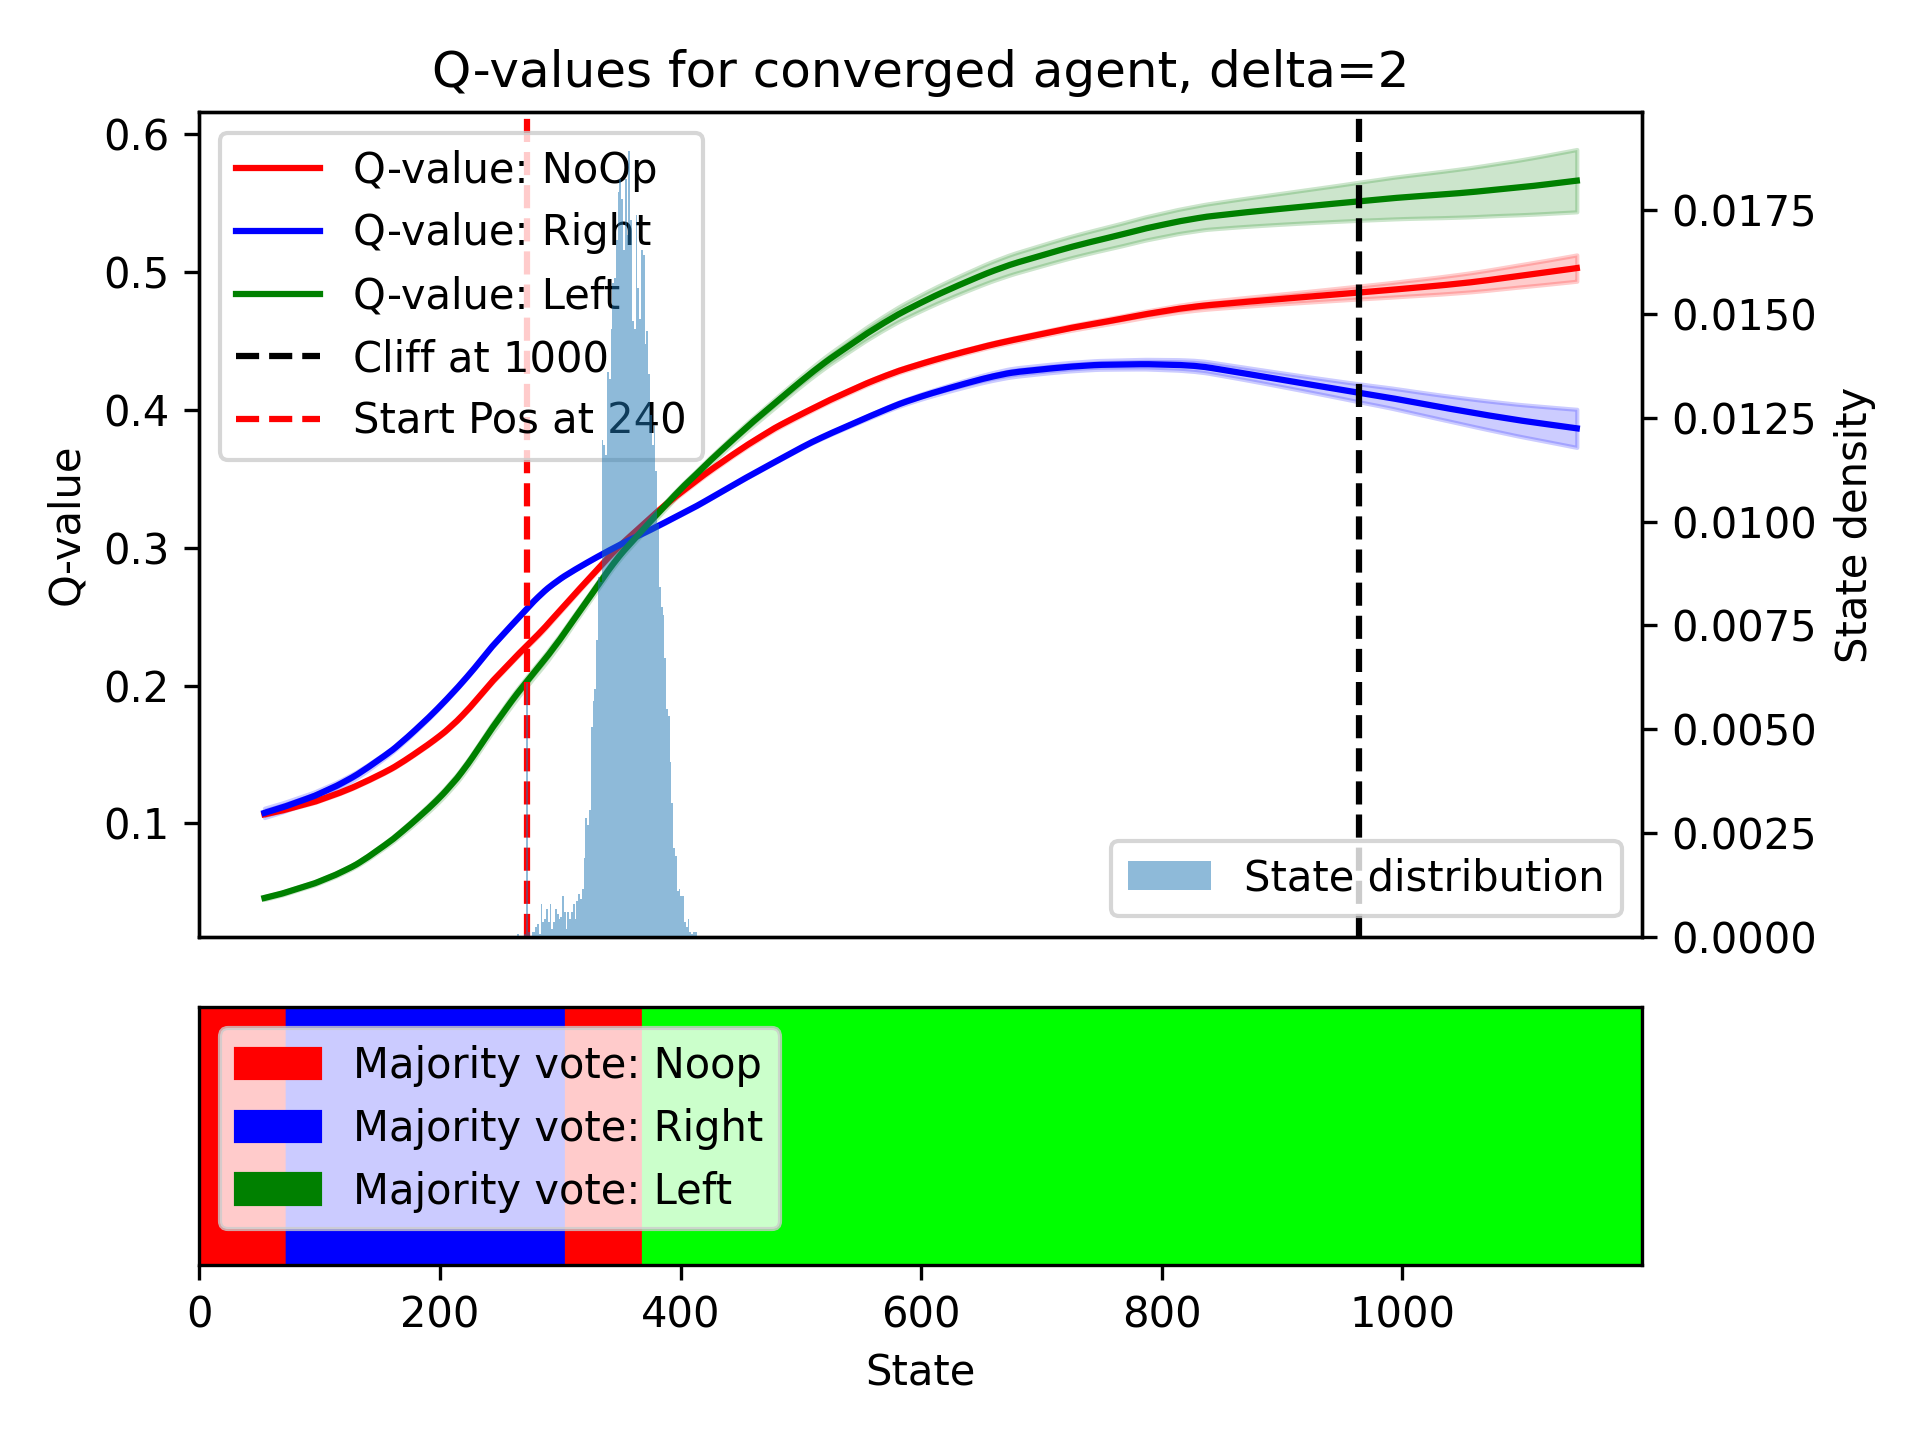 Q-values for converged agent, delta=2
0.6
0.5
0.4
0.3
0.2
0.1
Q-value
Q-value: NoOp
Q-value: Right
Q-value: Left
Cliff at 1000
Start Pos at 240
State distribution
0.0175
0.0150
0.0125
0.0100
0.0075
0.0050
0.0025
0.0000
State density
Majority vote: Noop
Majority vote: Right
Majority vote: Left
0 200 400 600 800 1000
State